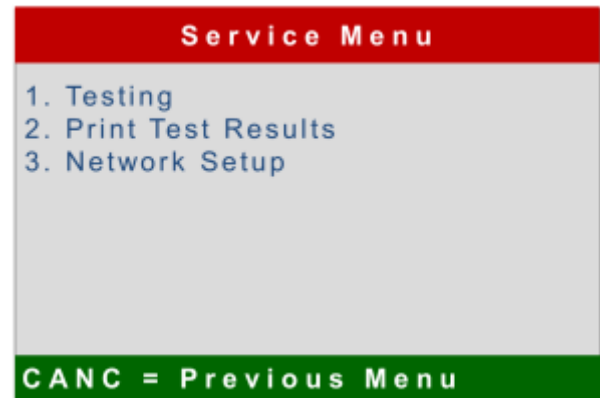 Service Menu
1. Testing
2. Print Test Results
3. Network Setup
CANC = Previous Menu